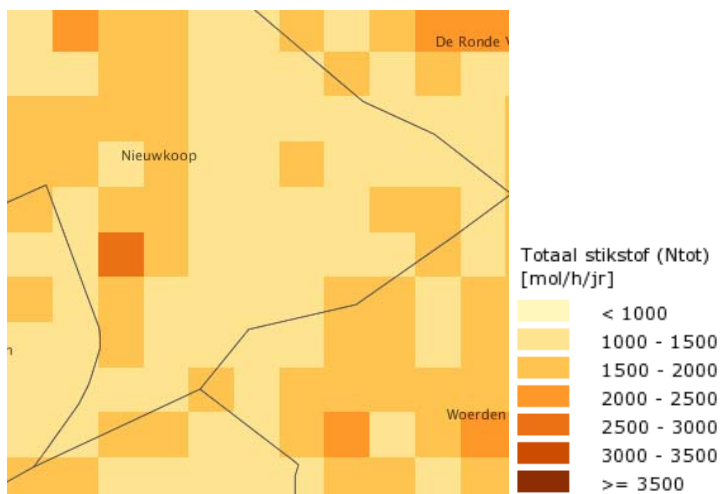 De Ronde V
Nieuwkoop
n
Woerden
Totaal stikstof (Ntot)
[mol/h/jr]
< 1000
1000 - 1500
1500 - 2000
2000 - 2500
2500 - 3000
3000 - 3500
>= 3500